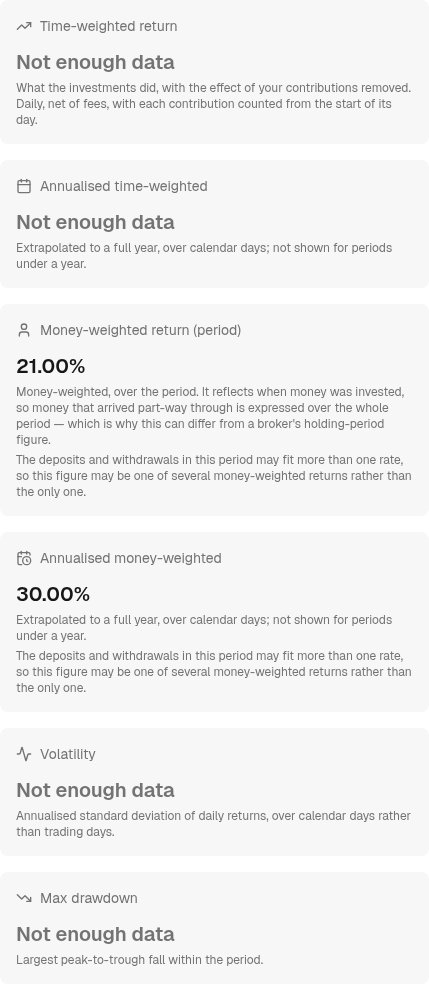 Time-weighted return
Not enough data
What the investments did, with the effect of your contributions removed.
Daily, net of fees, with each contribution counted from the start of its
day.
Annualised time-weighted
Not enough data
Extrapolated to a full year, over calendar days; not shown for periods
under a year.
Money-weighted return (period)
21.00%
Money-weighted, over the period. It reflects when money was invested,
so money that arrived part-way through is expressed over the whole
period — which is why this can differ from a broker's holding-period
figure.
The deposits and withdrawals in this period may fit more than one rate,
so this figure may be one of several money-weighted returns rather than
the only one.
Annualised money-weighted
30.00%
Extrapolated to a full year, over calendar days; not shown for periods
under a year.
The deposits and withdrawals in this period may fit more than one rate,
so this figure may be one of several money-weighted returns rather than
the only one.
Volatility
Not enough data
Annualised standard deviation of daily returns, over calendar days rather
than trading days.
Max drawdown
Not enough data
Largest peak-to-trough fall within the period.